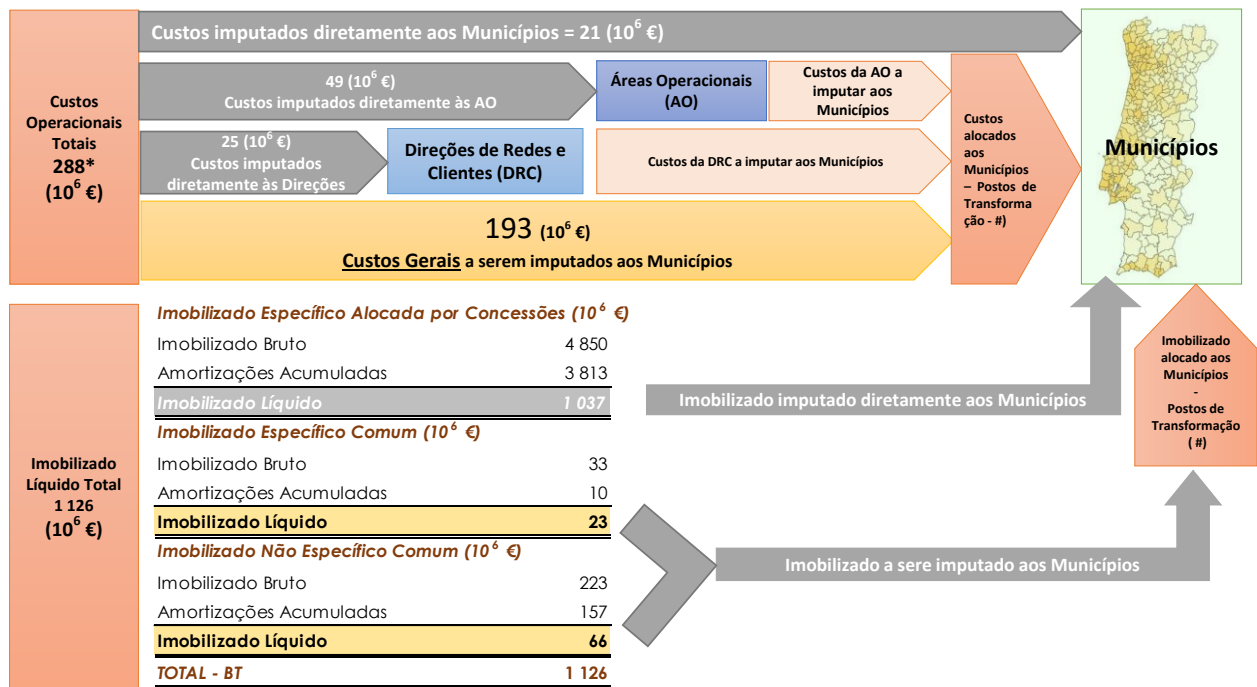 Custos
Operacionais
Totais
288*
(10⁶ €)
Custos imputados diretamente aos Municípios = 21 (10⁶ €)
49 (10⁶ €)
Custos imputados diretamente às AO
Áreas Operacionais
(AO)
Custos da AO a
imputar aos
Municípios
25 (10⁶ €)
Custos imputados
diretamente às Direções
Direções de Redes e
Clientes (DRC)
Custos da DRC a imputar aos Municípios
193 (10⁶ €)
Custos Gerais a serem imputados aos Municípios
Custos
alocados
aos
Municípios
– Postos de
Transforma
ção - #)
Municípios
Imobilizado
Líquido Total
1 126
(10⁶ €)
Imobilizado Específico Alocada por Concessões (10⁶ €)
Imobilizado Bruto 4 850
Amortizações Acumuladas 3 813
Imobilizado Líquido 1 037
Imobilizado Específico Comum (10⁶ €)
Imobilizado Bruto 33
Amortizações Acumuladas 10
Imobilizado Líquido 23
Imobilizado Não Específico Comum (10⁶ €)
Imobilizado Bruto 223
Amortizações Acumuladas 157
Imobilizado Líquido 66
TOTAL - BT 1 126
Imobilizado imputado diretamente aos Municípios
Imobilizado a sere imputado aos Municípios
Imobilizado
alocado aos
Municípios
-
Postos de
Transformação
( #)